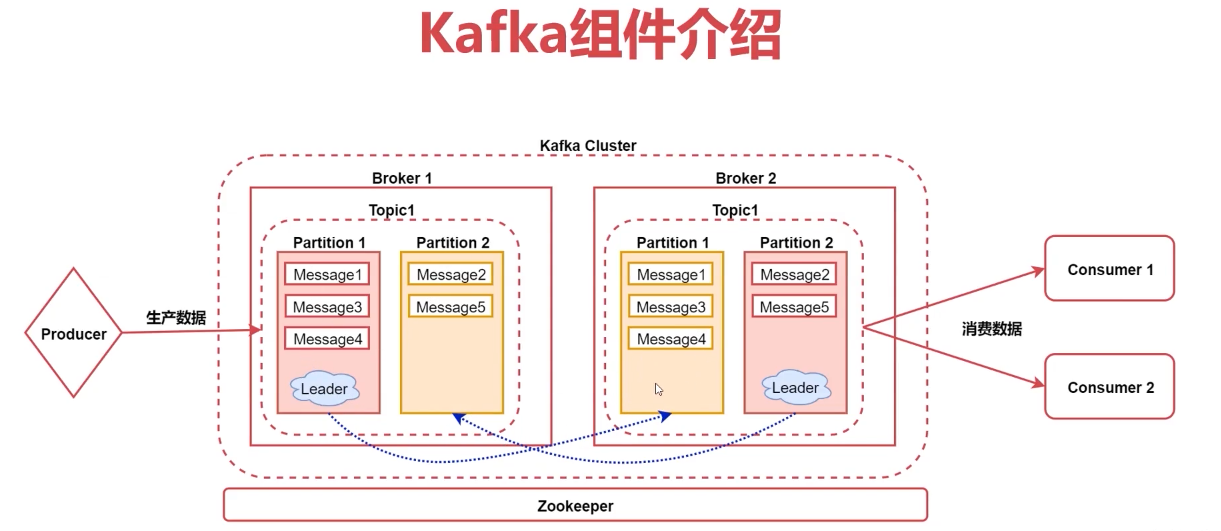 Kafka组件介绍
Kafka Cluster
Broker 1
Broker 2
Topic1
Topic1
Partition 1
Partition 2
Partition 1
Partition 2
Message1
Message2
Message1
Message2
Message3
Message5
Message3
Message5
Message4
Message4
Leader
Leader
Producer
生产数据
消费数据
Consumer 1
Consumer 2
Zookeeper